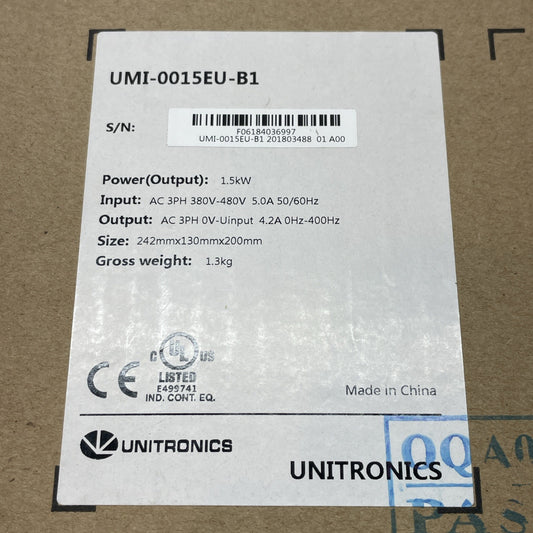 UMI-0015EU-B1
S/N:
F06184036997
UMI-0015EU-B1 201803488 01 A00
Power(Output): 1.5kW
Input: AC 3PH 380V-480V 5.0A 50/60Hz
Output: AC 3PH 0V-Uinput 4.2A 0Hz-400Hz
Size: 242mmx130mmx200mm
Gross weight: 1.3kg
C UL US
LISTED
E499741
IND. CONT. EQ.
CE
Made in China
UNITRONICS
UNITRONICS